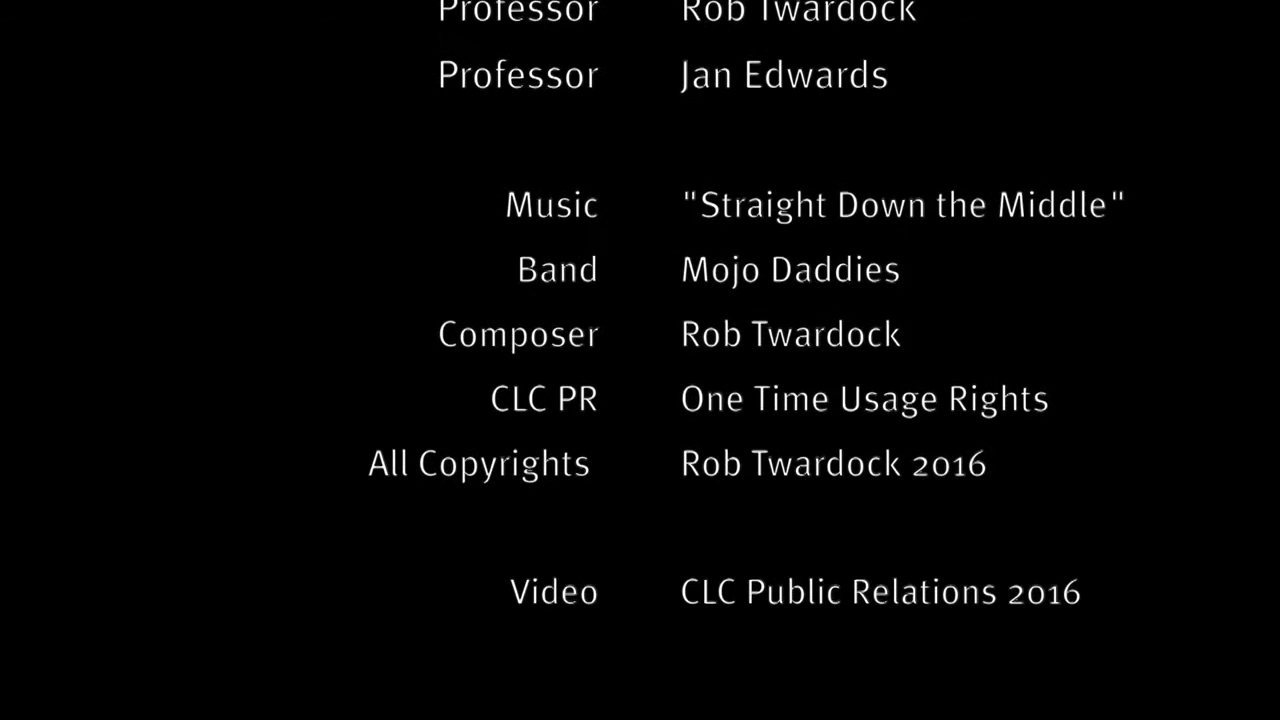 Professor Rob Twardock
Professor Jan Edwards
Music "Straight Down the Middle"
Band Mojo Daddies
Composer Rob Twardock
CLC PR One Time Usage Rights
All Copyrights Rob Twardock 2016
Video CLC Public Relations 2016